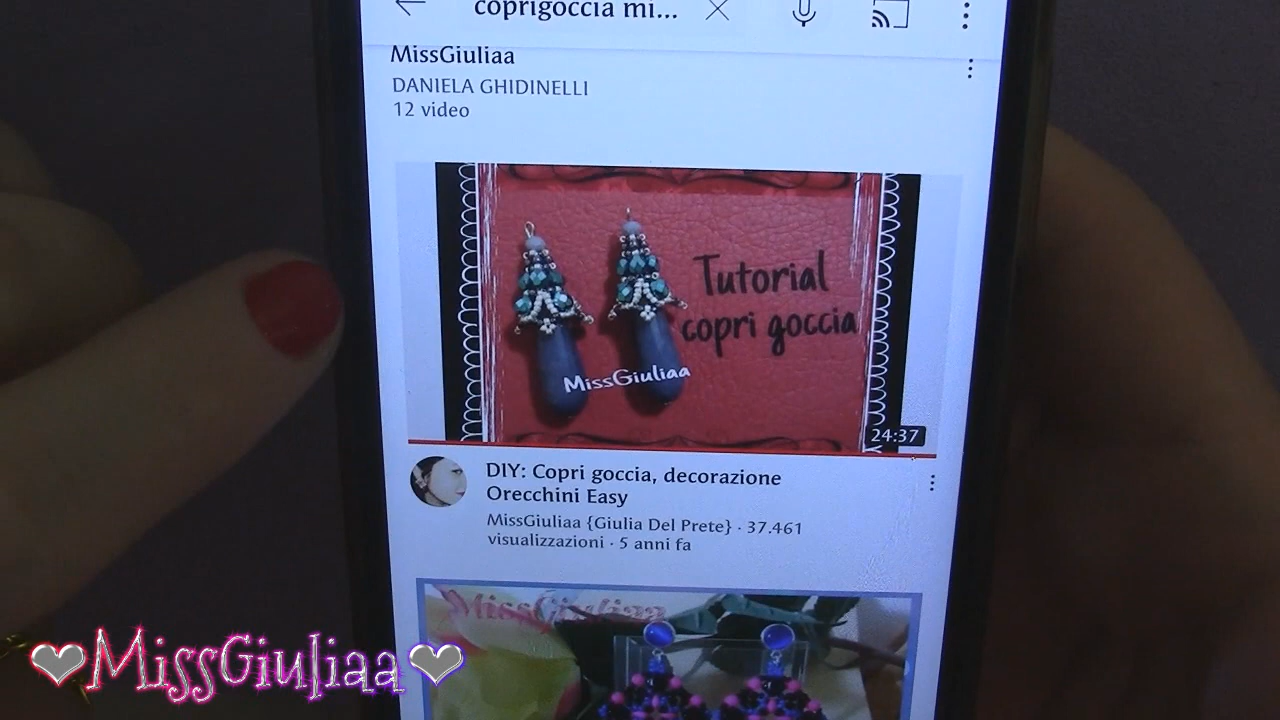 coprigoccia mi...
MissGiuliaa
DANIELA GHIDINELLI
12 video
Tutorial
copri goccia
MissGiuliaa
24:37
DIY: Copri goccia, decorazione
Orecchini Easy
MissGiuliaa {Giulia Del Prete} · 37.461
visualizzazioni · 5 anni fa
MissGiuliaa
❤MissGiuliaa❤